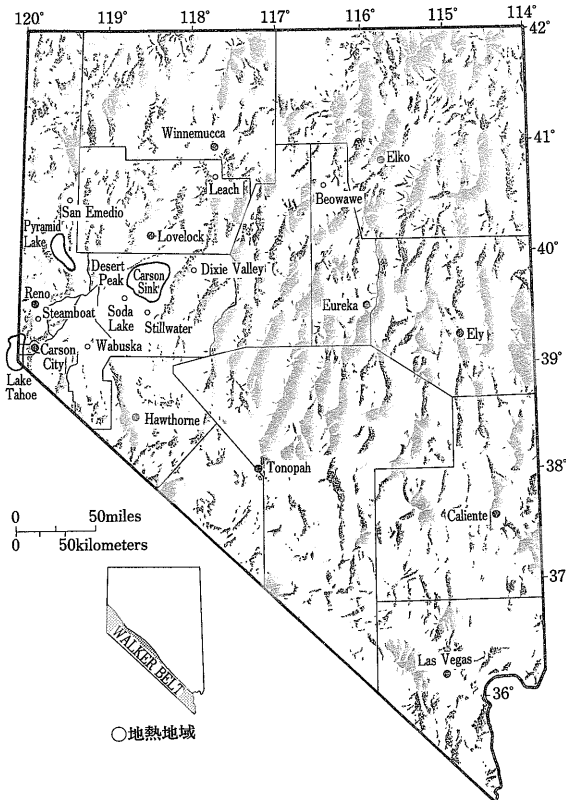 120° 119° 118° 117° 116° 115° 114°
42°
Winnemucca
41°
Elko
Leach
Beowawe
San Emedio
Pyramid
Lake
Lovelock
40°
Desert
Peak
Carson
Sink
Dixie Valley
Reno
Steamboat
Soda
Lake
Stillwater
Eureka
Ely
Wabuska
Carson
City
39°
Lake
Tahoe
Hawthorne
Tonopah
38°
Caliente
0 50miles
0 50kilometers
37
WALKER BELT
Las Vegas
36°
○地熱地域